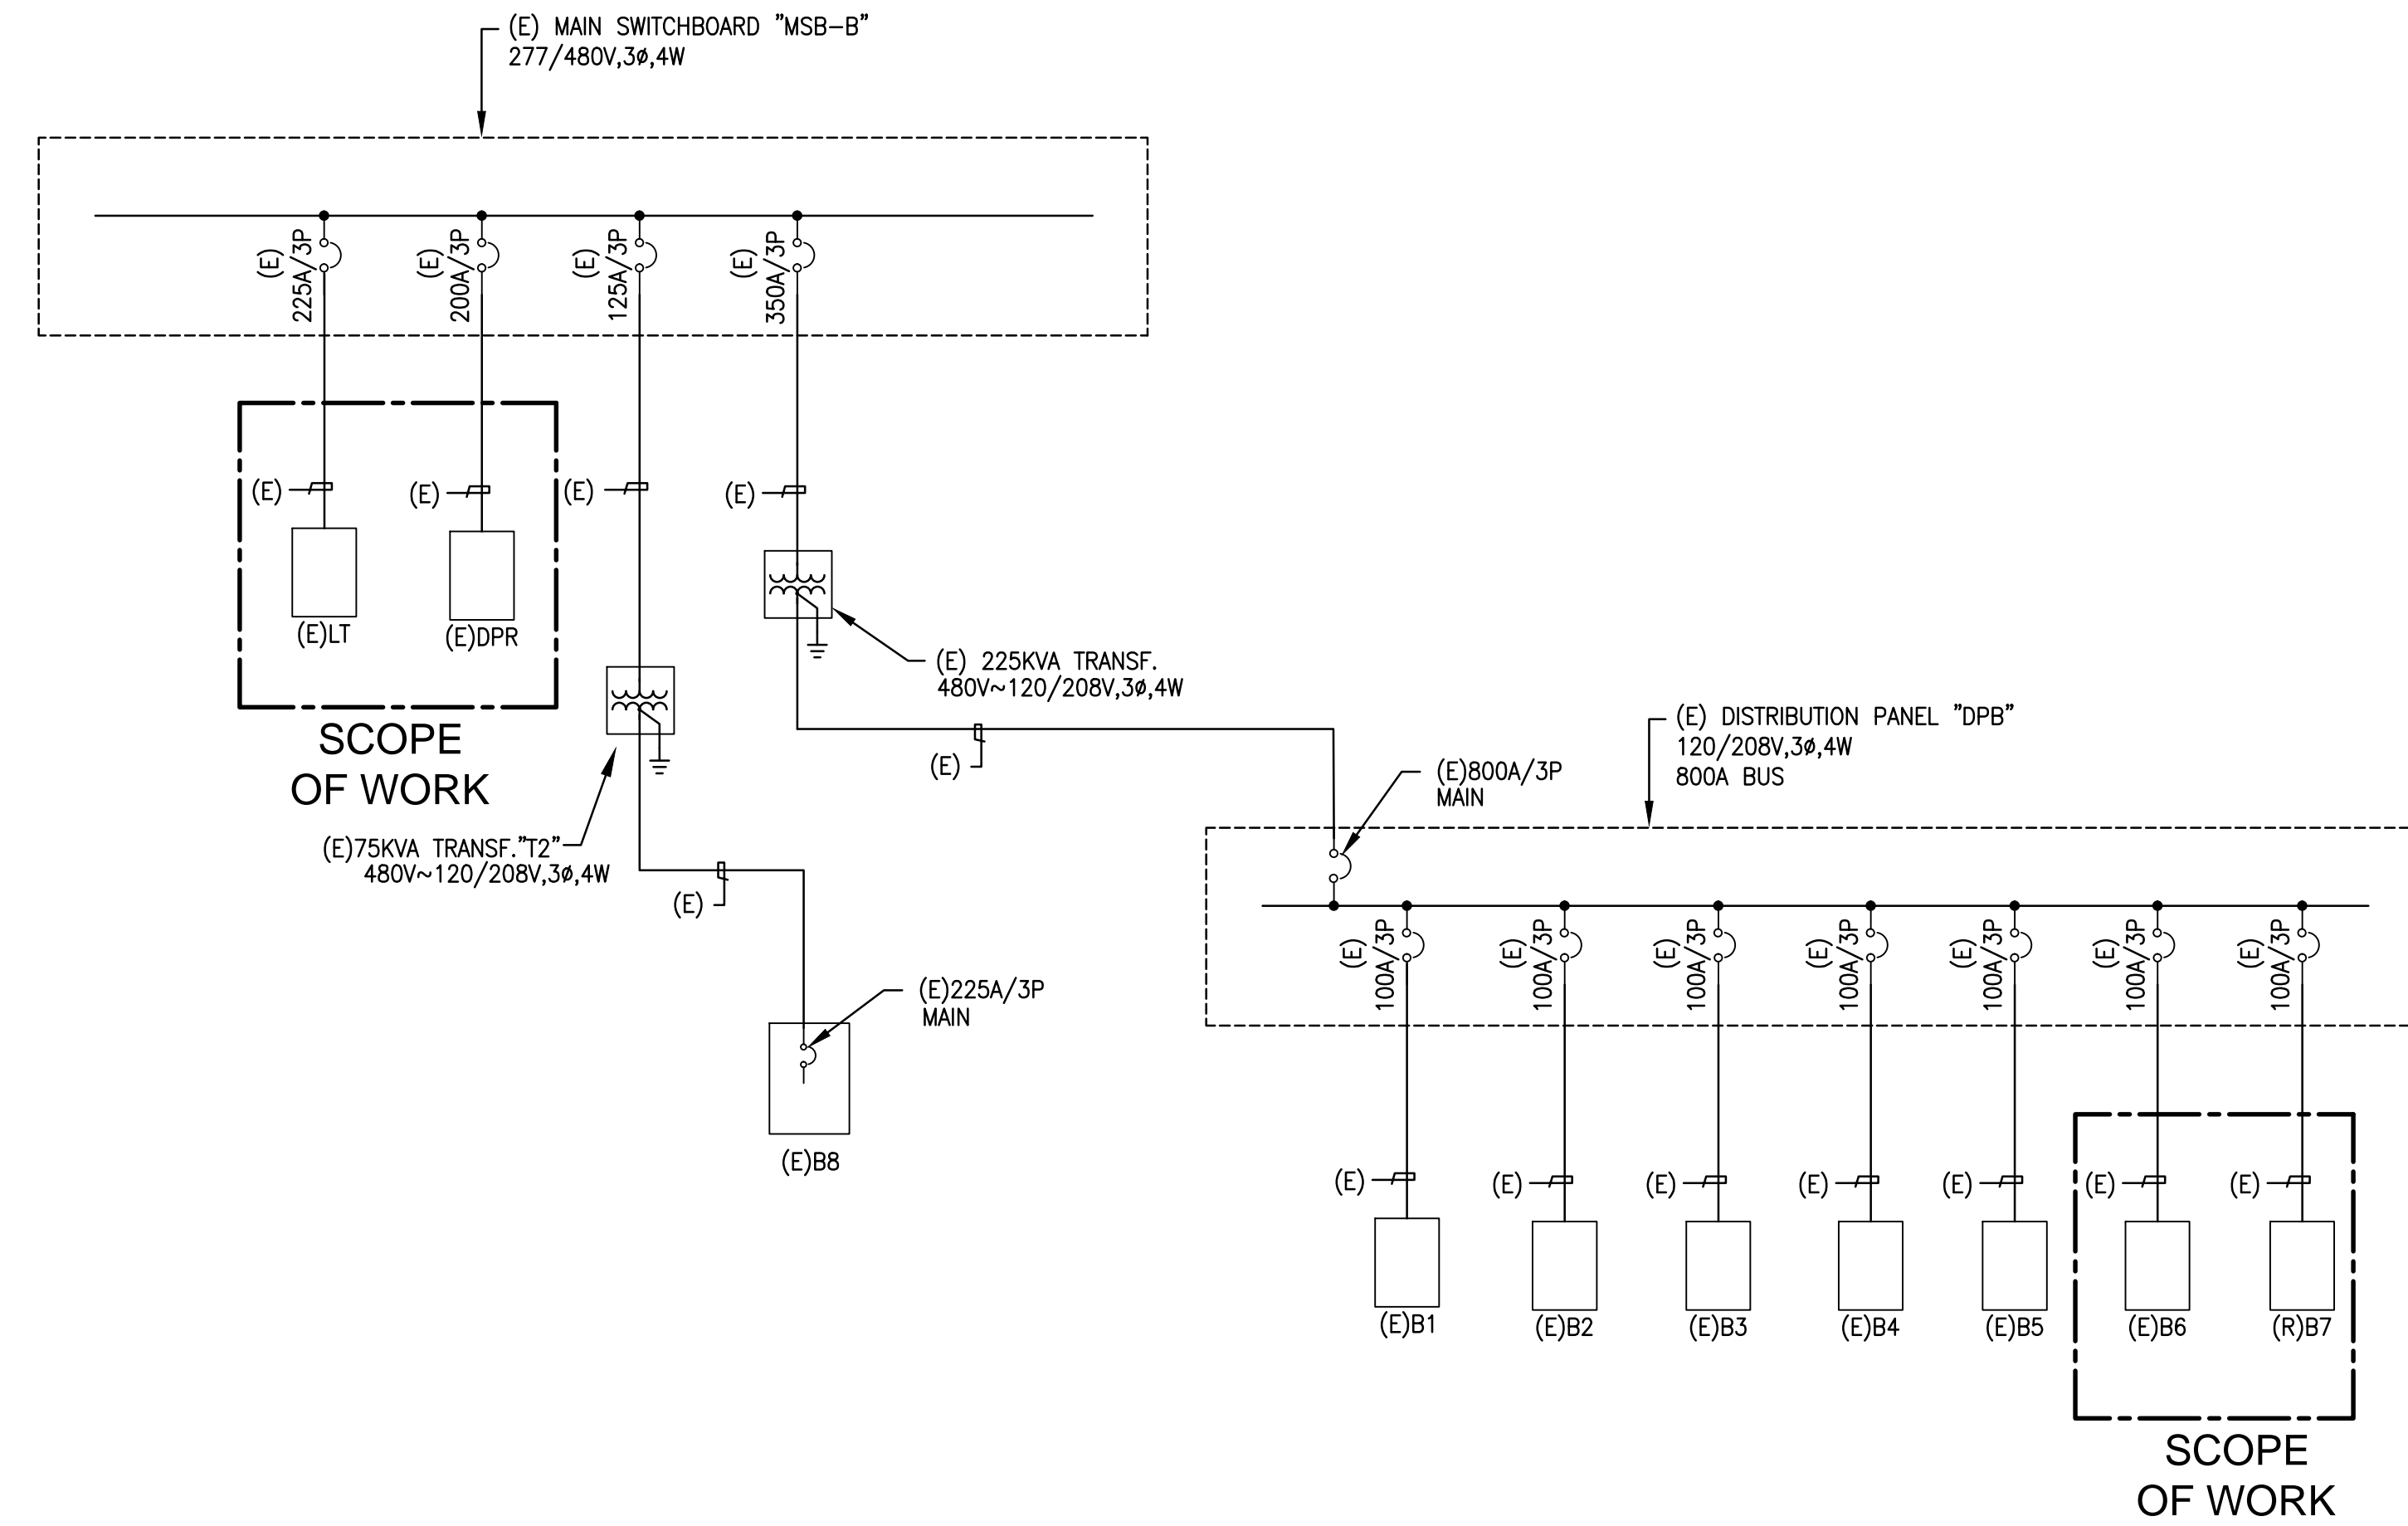 (E) MAIN SWITCHBOARD "MSB-B"
277/480V,3ø,4W
(E)
225A/3P
(E)
200A/3P
(E)
125A/3P
(E)
350A/3P
(E)
(E)
(E)
(E)
(E)LT
(E)DPR
SCOPE
OF WORK
(E) 225KVA TRANSF.
480V~120/208V,3ø,4W
(E)
(E)75KVA TRANSF."T2"
480V~120/208V,3ø,4W
(E)
(E)225A/3P
MAIN
(E)B8
(E)800A/3P
MAIN
(E) DISTRIBUTION PANEL "DPB"
120/208V,3ø,4W
800A BUS
(E)
100A/3P
(E)
100A/3P
(E)
100A/3P
(E)
100A/3P
(E)
100A/3P
(E)
100A/3P
(E)
100A/3P
(E)
(E)
(E)
(E)
(E)
(E)
(E)
(E)B1
(E)B2
(E)B3
(E)B4
(E)B5
(E)B6
(R)B7
SCOPE
OF WORK